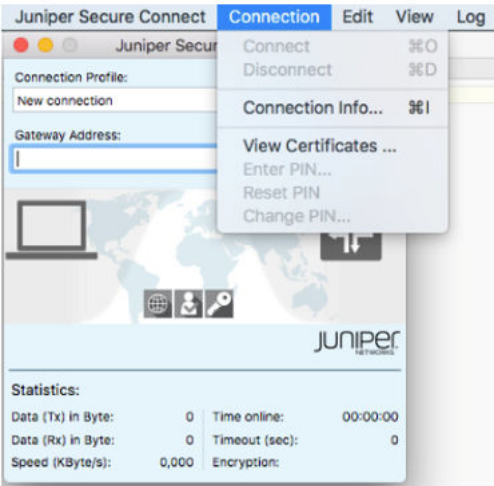 Juniper Secure Connect Connection Edit View Log
Juniper Secur
Connect ⌘O
Disconnect ⌘D
Connection Info... ⌘I
View Certificates ...
Enter PIN...
Reset PIN
Change PIN...
Connection Profile:
New connection
Gateway Address:
JUNIPER
NETWORKS
Statistics:
Data (Tx) in Byte: 0 Time online: 00:00:00
Data (Rx) in Byte: 0 Timeout (sec): 0
Speed (KByte/s): 0,000 Encryption: